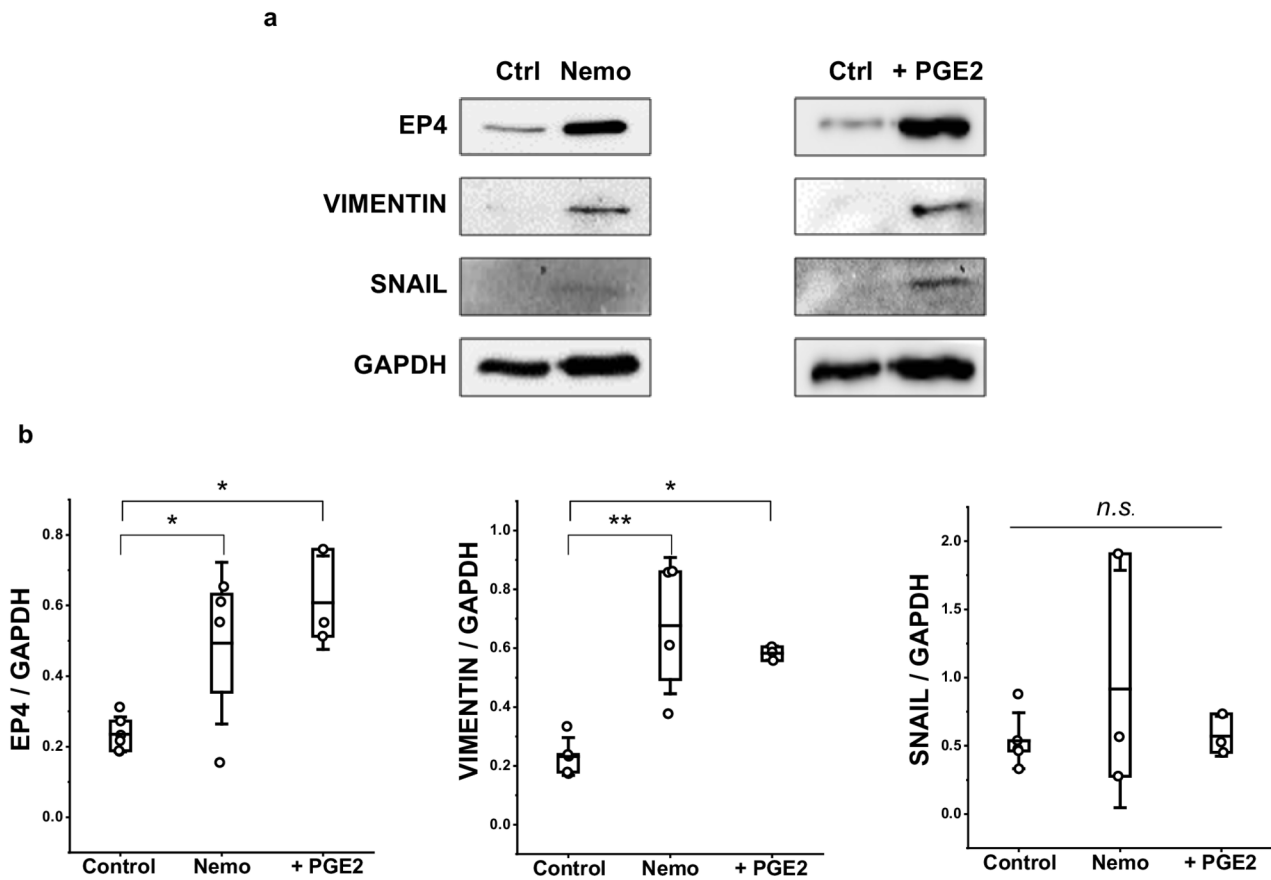 a
Ctrl Nemo Ctrl + PGE2
EP4
VIMENTIN
SNAIL
GAPDH
b
EP4 / GAPDH
0.8
0.6
0.4
0.2
0.0
*
*
Control Nemo + PGE2
VIMENTIN / GAPDH
1.0
0.8
0.6
0.4
0.2
0.0
*
**
Control Nemo + PGE2
SNAIL / GAPDH
2.0
1.5
1.0
0.5
0.0
n.s.
Control Nemo + PGE2